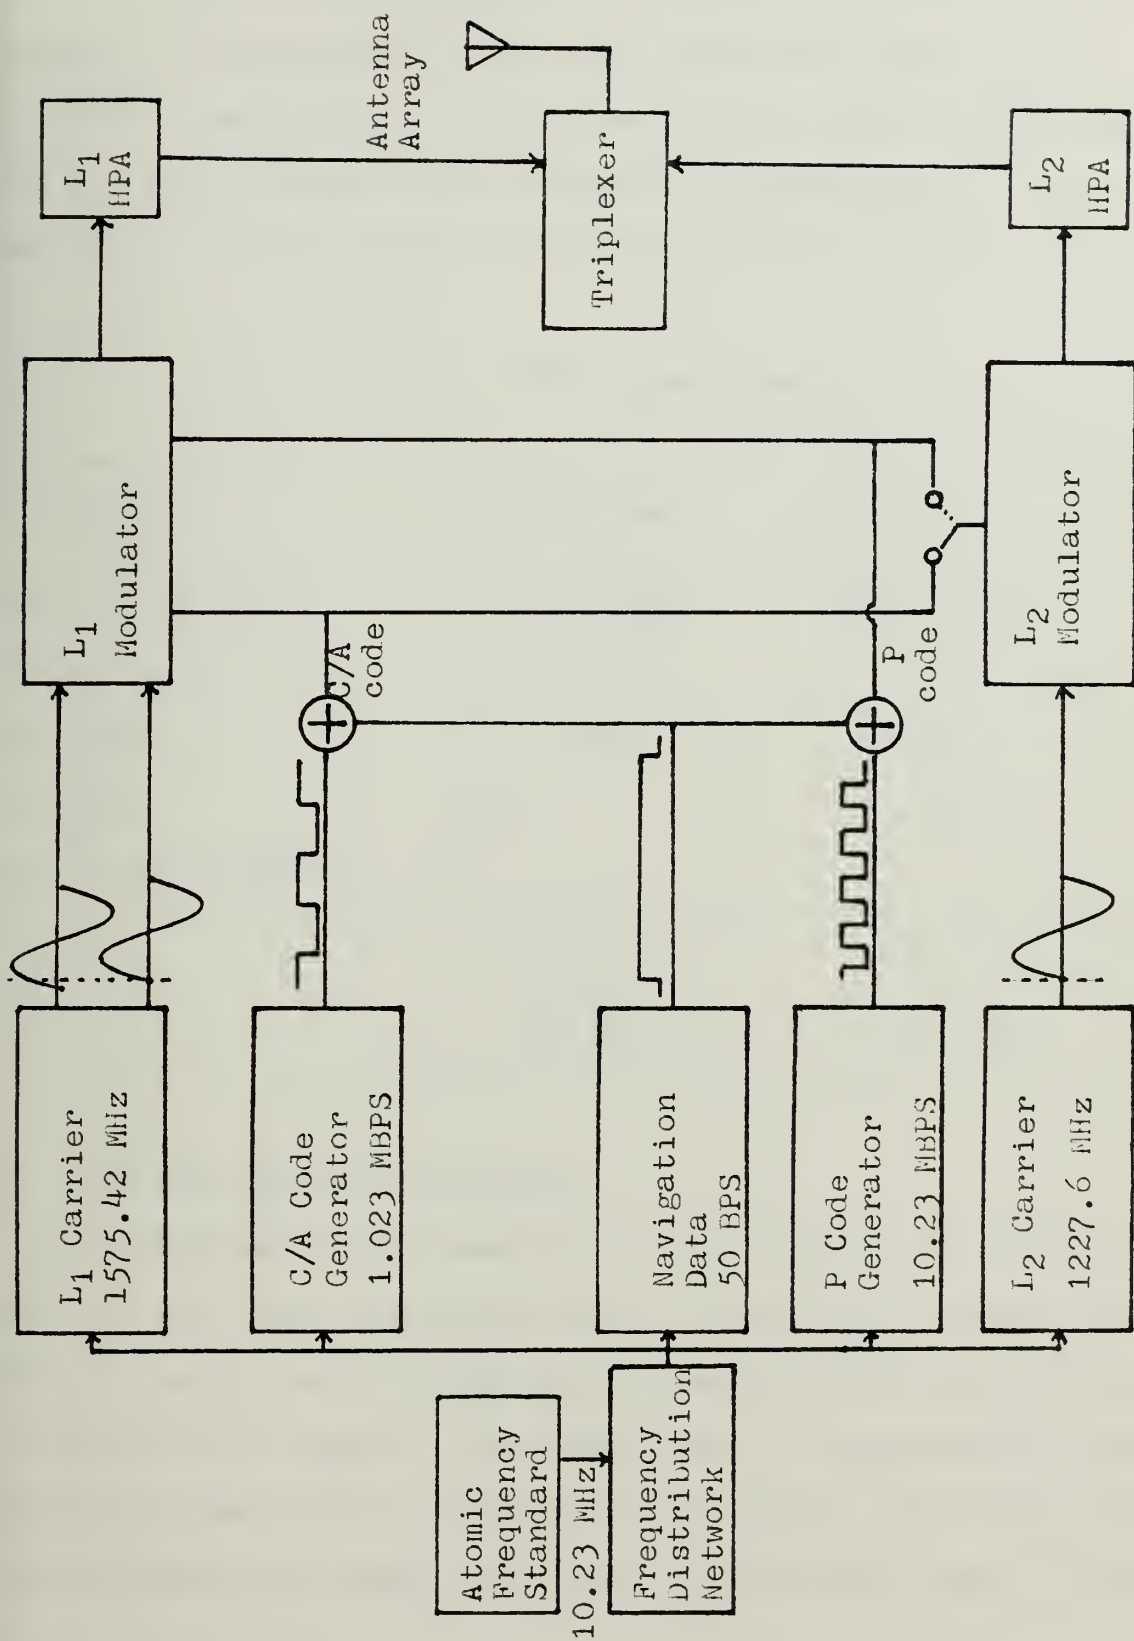 Atomic
Frequency
Standard
10.23 MHz
Frequency
Distribution
Network
L1 Carrier
1575.42 MHz
C/A Code
Generator
1.023 MBPS
Navigation
Data
50 BPS
P Code
Generator
10.23 MBPS
L2 Carrier
1227.6 MHz
C/A
code
P
code
L1
Modulator
L2
Modulator
L1
HPA
Antenna
Array
Triplexer
L2
HPA